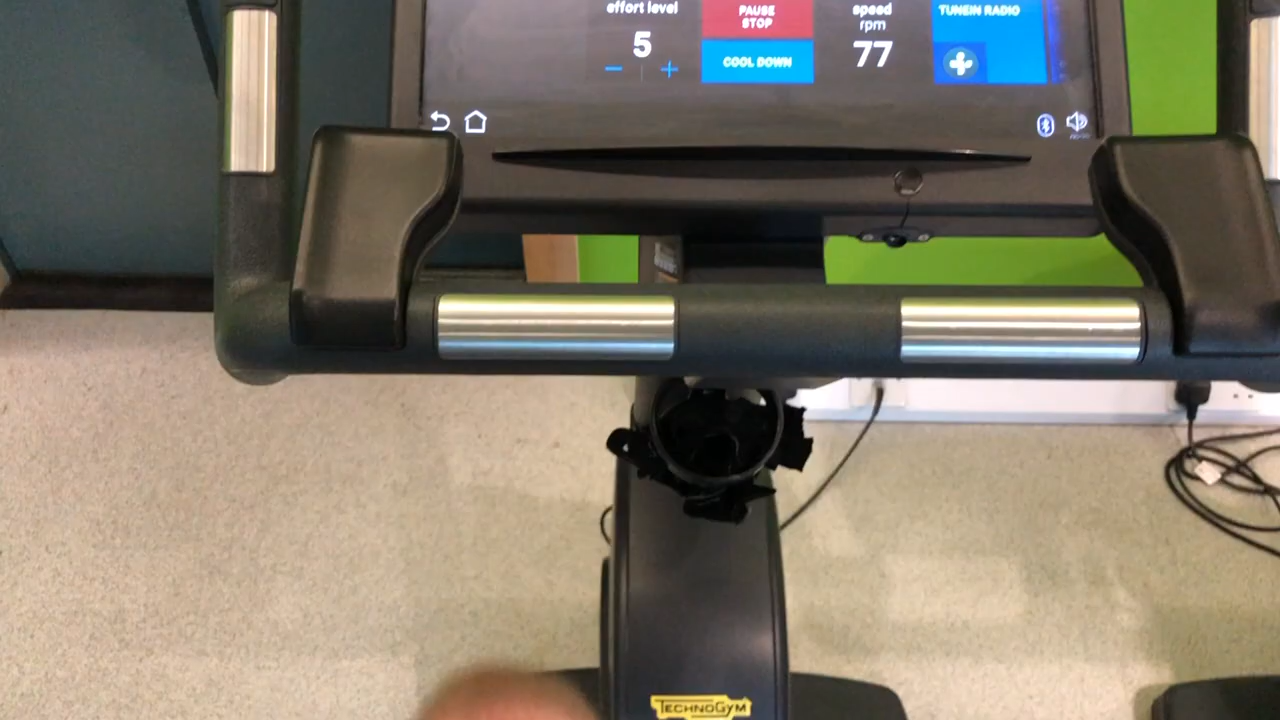 effort level
5
PAUSE
STOP
COOL DOWN
speed
rpm
77
TUNEIN RADIO
TECHNOGYM